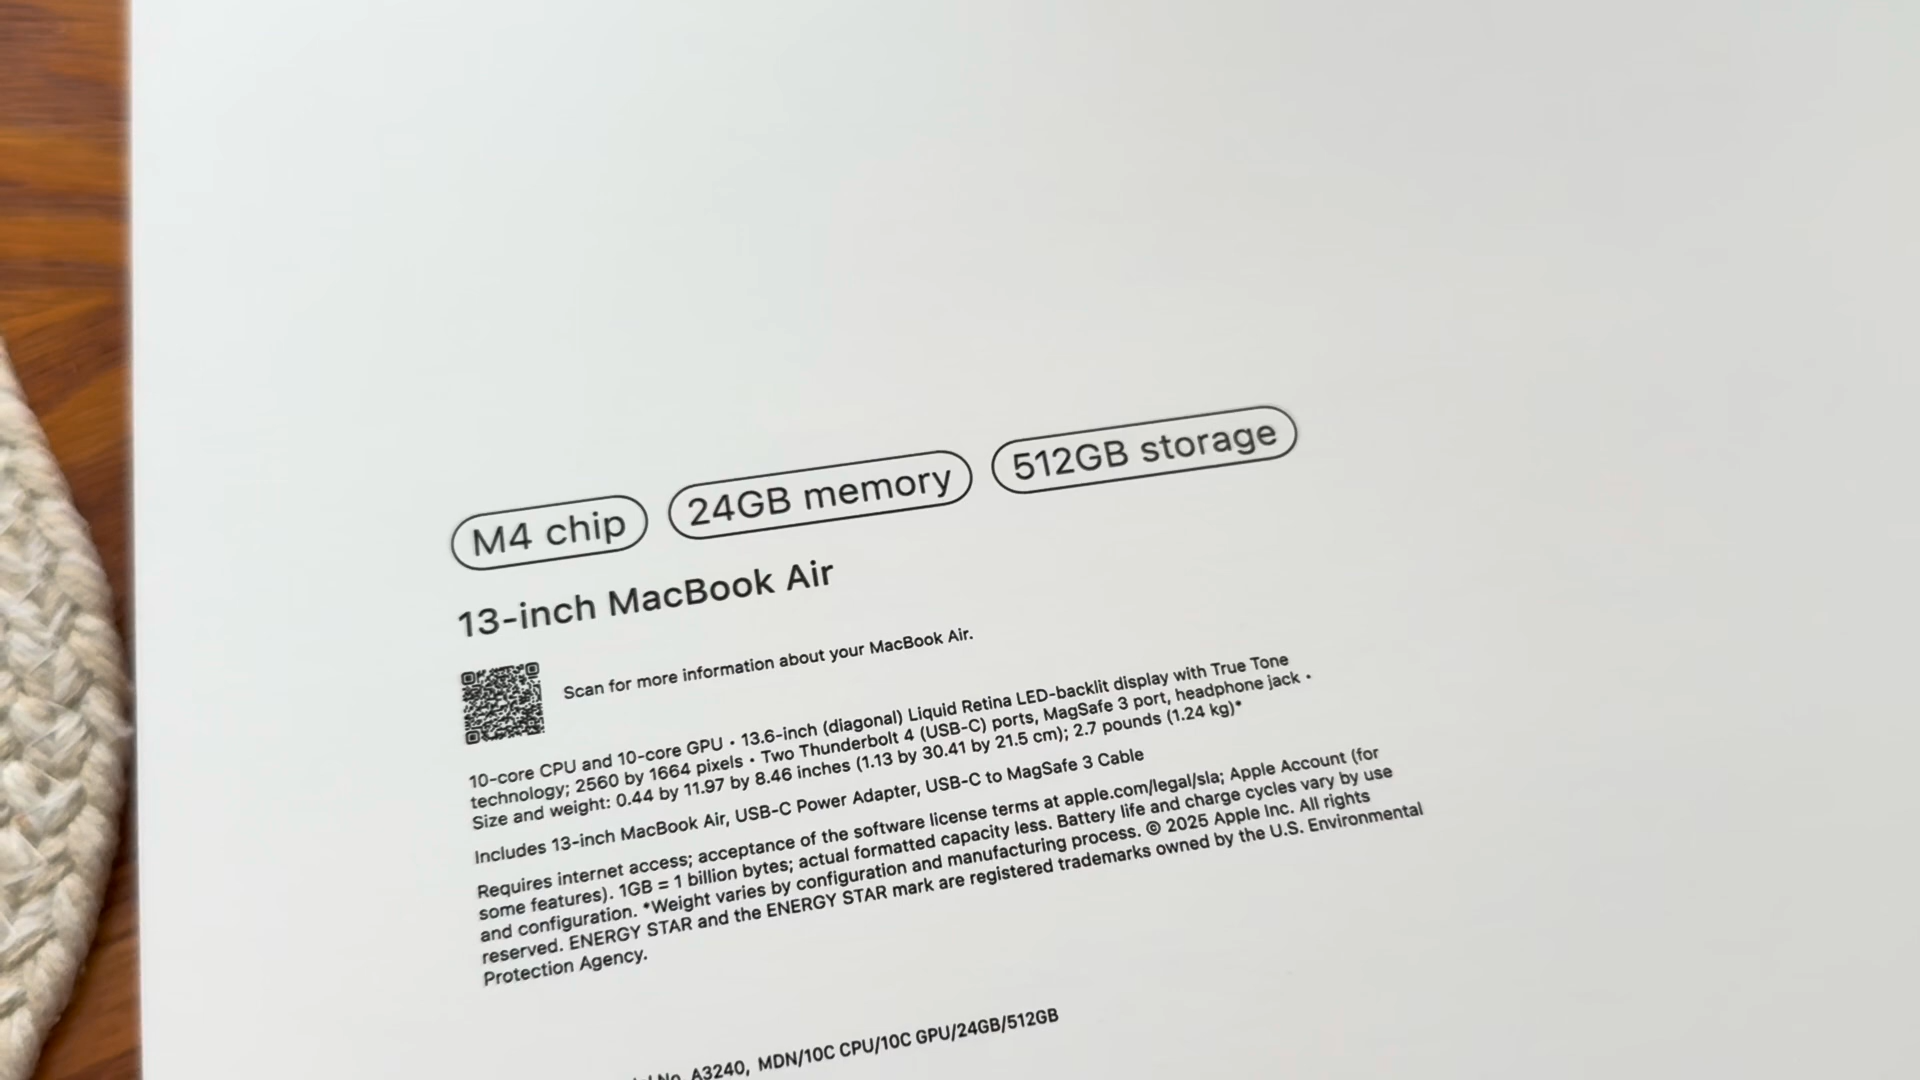 M4 chip 24GB memory 512GB storage
13-inch MacBook Air
Scan for more information about your MacBook Air.
10-core CPU and 10-core GPU • 13.6-inch (diagonal) Liquid Retina LED-backlit display with True Tone
technology; 2560 by 1664 pixels • Two Thunderbolt 4 (USB-C) ports, MagSafe 3 port, headphone jack •
Size and weight: 0.44 by 11.97 by 8.46 inches (1.13 by 30.41 by 21.5 cm); 2.7 pounds (1.24 kg)*
Includes 13-inch MacBook Air, USB-C Power Adapter, USB-C to MagSafe 3 Cable
Requires internet access; acceptance of the software license terms at apple.com/legal/sla; Apple Account (for
some features). 1GB = 1 billion bytes; actual formatted capacity less. Battery life and charge cycles vary by use
and configuration. *Weight varies by configuration and manufacturing process. © 2025 Apple Inc. All rights
reserved. ENERGY STAR and the ENERGY STAR mark are registered trademarks owned by the U.S. Environmental
Protection Agency.
No. A3240, MDN/10C CPU/10C GPU/24GB/512GB